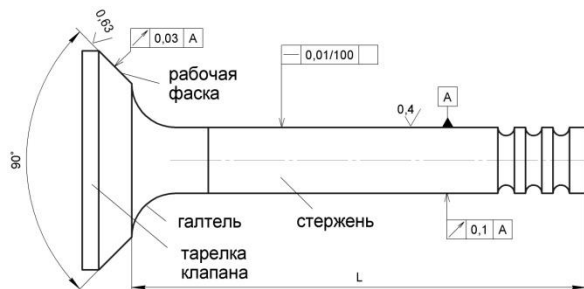 0,63
0,03 A
рабочая
фаска
0,01/100
0,4
A
90°
галтель
тарелка
клапана
стержень
0,1 A
L